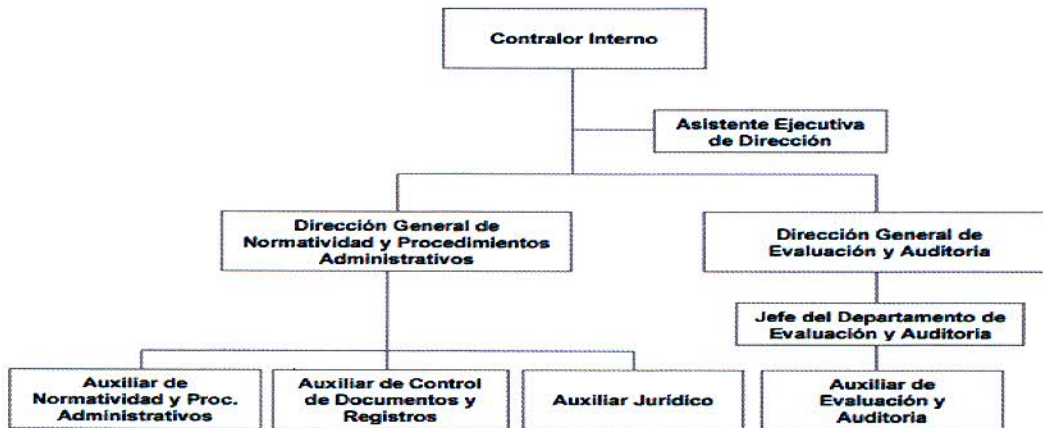 Contralor Interno
Asistente Ejecutiva
de Dirección
Dirección General de
Normatividad y Procedimientos
Administrativos
Dirección General de
Evaluación y Auditoria
Jefe del Departamento de
Evaluación y Auditoria
Auxiliar de
Normatividad y Proc.
Administrativos
Auxiliar de Control
de Documentos y
Registros
Auxiliar Jurídico
Auxiliar de
Evaluación y
Auditoria